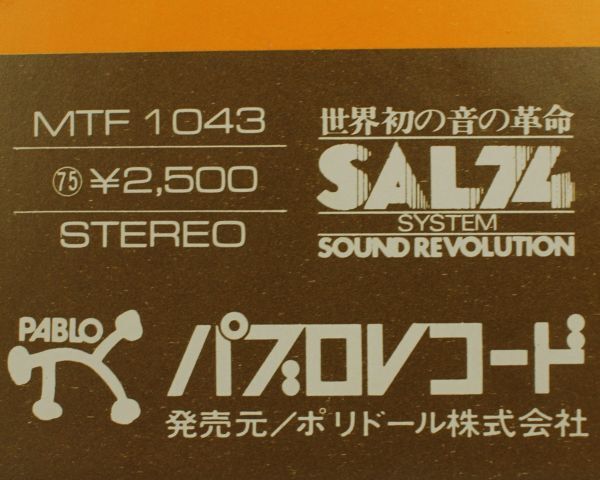 MTF 1043
㊄ ¥2,500
STEREO
世界初の音の革命
SAL74
SYSTEM
SOUND REVOLUTION
PABLO
パブロレコード
発売元/ポリドール株式会社